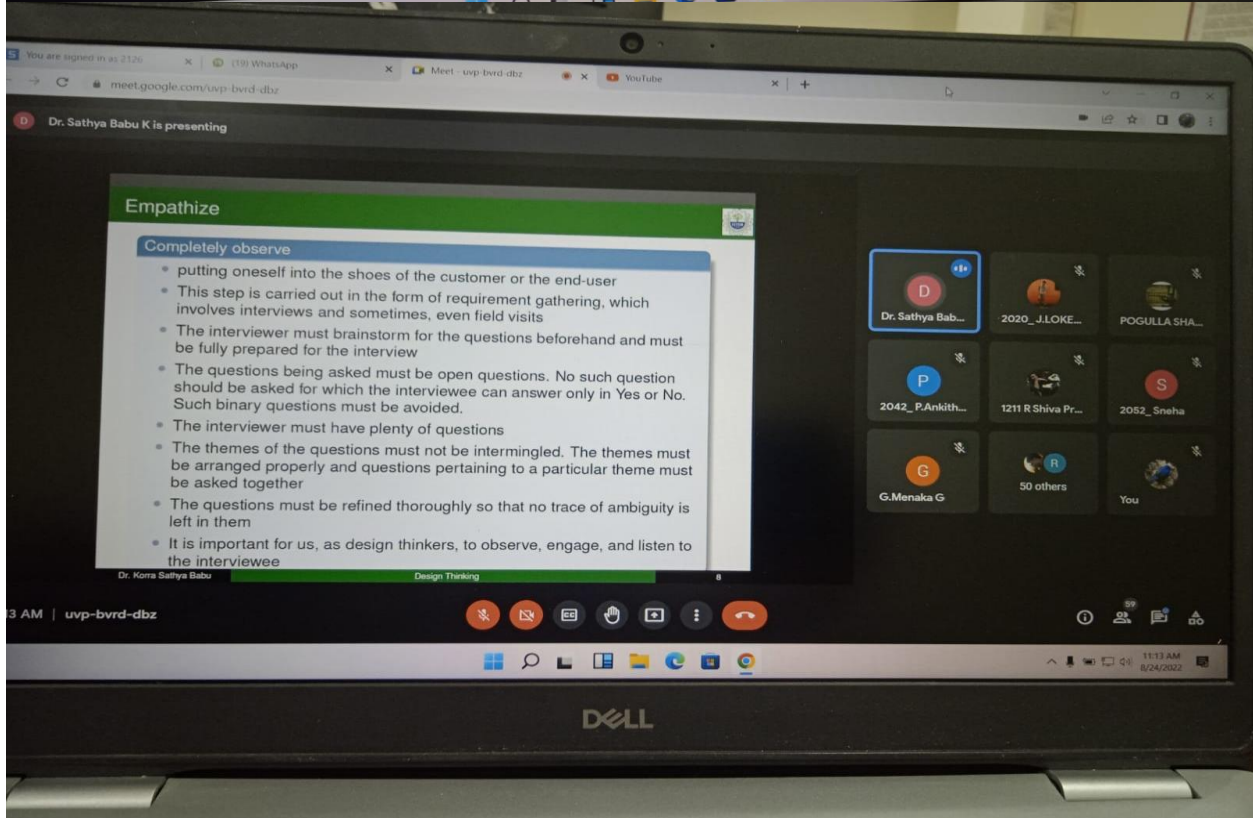 You are signed in as 2126
(19) WhatsApp
Meet - uvp-bvrd-dbz
YouTube
meet.google.com/uvp-bvrd-dbz
D
Dr. Sathya Babu K is presenting
Empathize
Completely observe
putting oneself into the shoes of the customer or the end-user
This step is carried out in the form of requirement gathering, which
involves interviews and sometimes, even field visits
The interviewer must brainstorm for the questions beforehand and must
be fully prepared for the interview
The questions being asked must be open questions. No such question
should be asked for which the interviewee can answer only in Yes or No.
Such binary questions must be avoided.
The interviewer must have plenty of questions
The themes of the questions must not be intermingled. The themes must
be arranged properly and questions pertaining to a particular theme must
be asked together
The questions must be refined thoroughly so that no trace of ambiguity is
left in them
It is important for us, as design thinkers, to observe, engage, and listen to
the interviewee
Dr. Korra Sathya Babu
Design Thinking
8
D
Dr. Sathya Bab...
2020_ J.LOKE...
POGULLA SHA...
P
2042_ P.Ankith...
1211 R Shiva Pr...
S
2052_ Sneha
G
G.Menaka G
R
50 others
You
3 AM | uvp-bvrd-dbz
CC
59
11:13 AM
8/24/2022
DELL